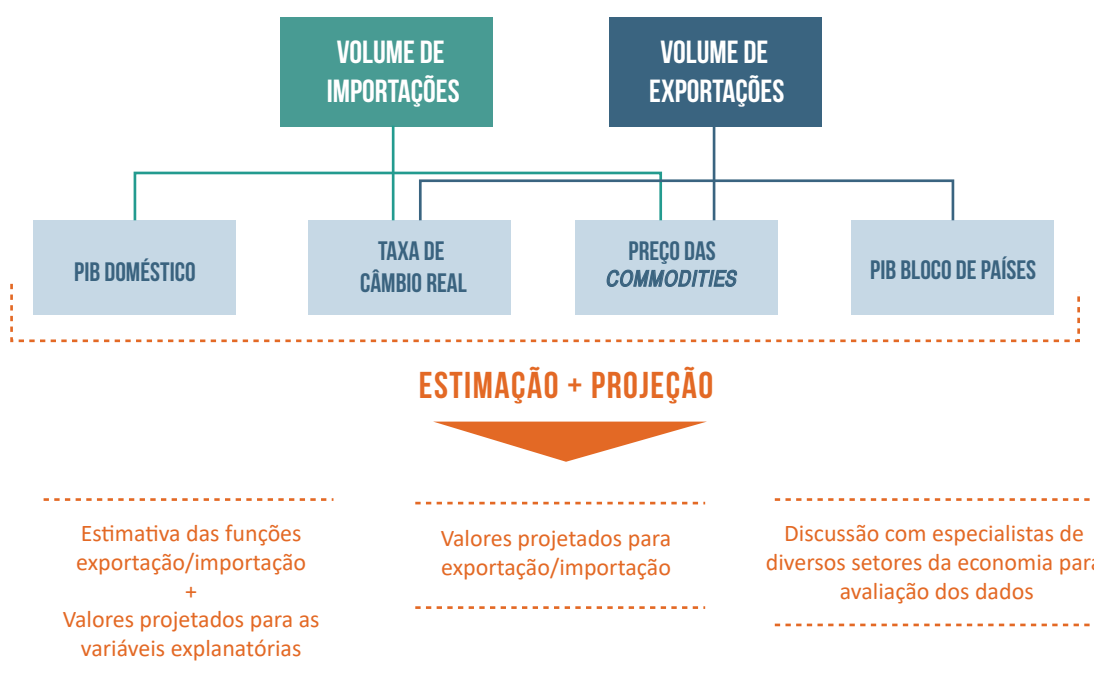 VOLUME DE
IMPORTAÇÕES
VOLUME DE
EXPORTAÇÕES
PIB DOMÉSTICO
TAXA DE
CÂMBIO REAL
PREÇO DAS
COMMODITIES
PIB BLOCO DE PAÍSES
ESTIMAÇÃO + PROJEÇÃO
Estimativa das funções
exportação/importação
+
Valores projetados para as
variáveis explanatórias
Valores projetados para
exportação/importação
Discussão com especialistas de
diversos setores da economia para
avaliação dos dados